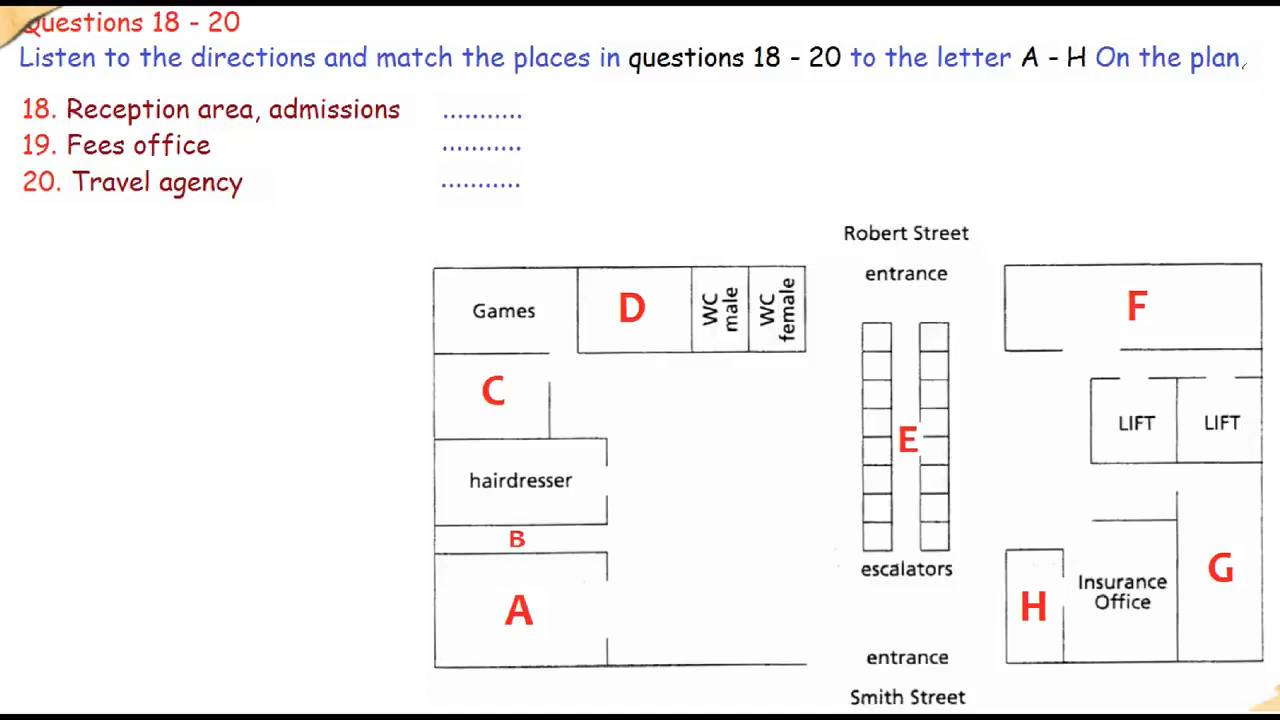 Questions 18 - 20
Listen to the directions and match the places in questions 18 - 20 to the letter A - H On the plan,
18. Reception area, admissions ...........
19. Fees office ...........
20. Travel agency ...........
Robert Street
entrance
Games
D
WC male
WC female
F
C
LIFT
LIFT
E
hairdresser
B
escalators
A
H
Insurance
Office
G
entrance
Smith Street